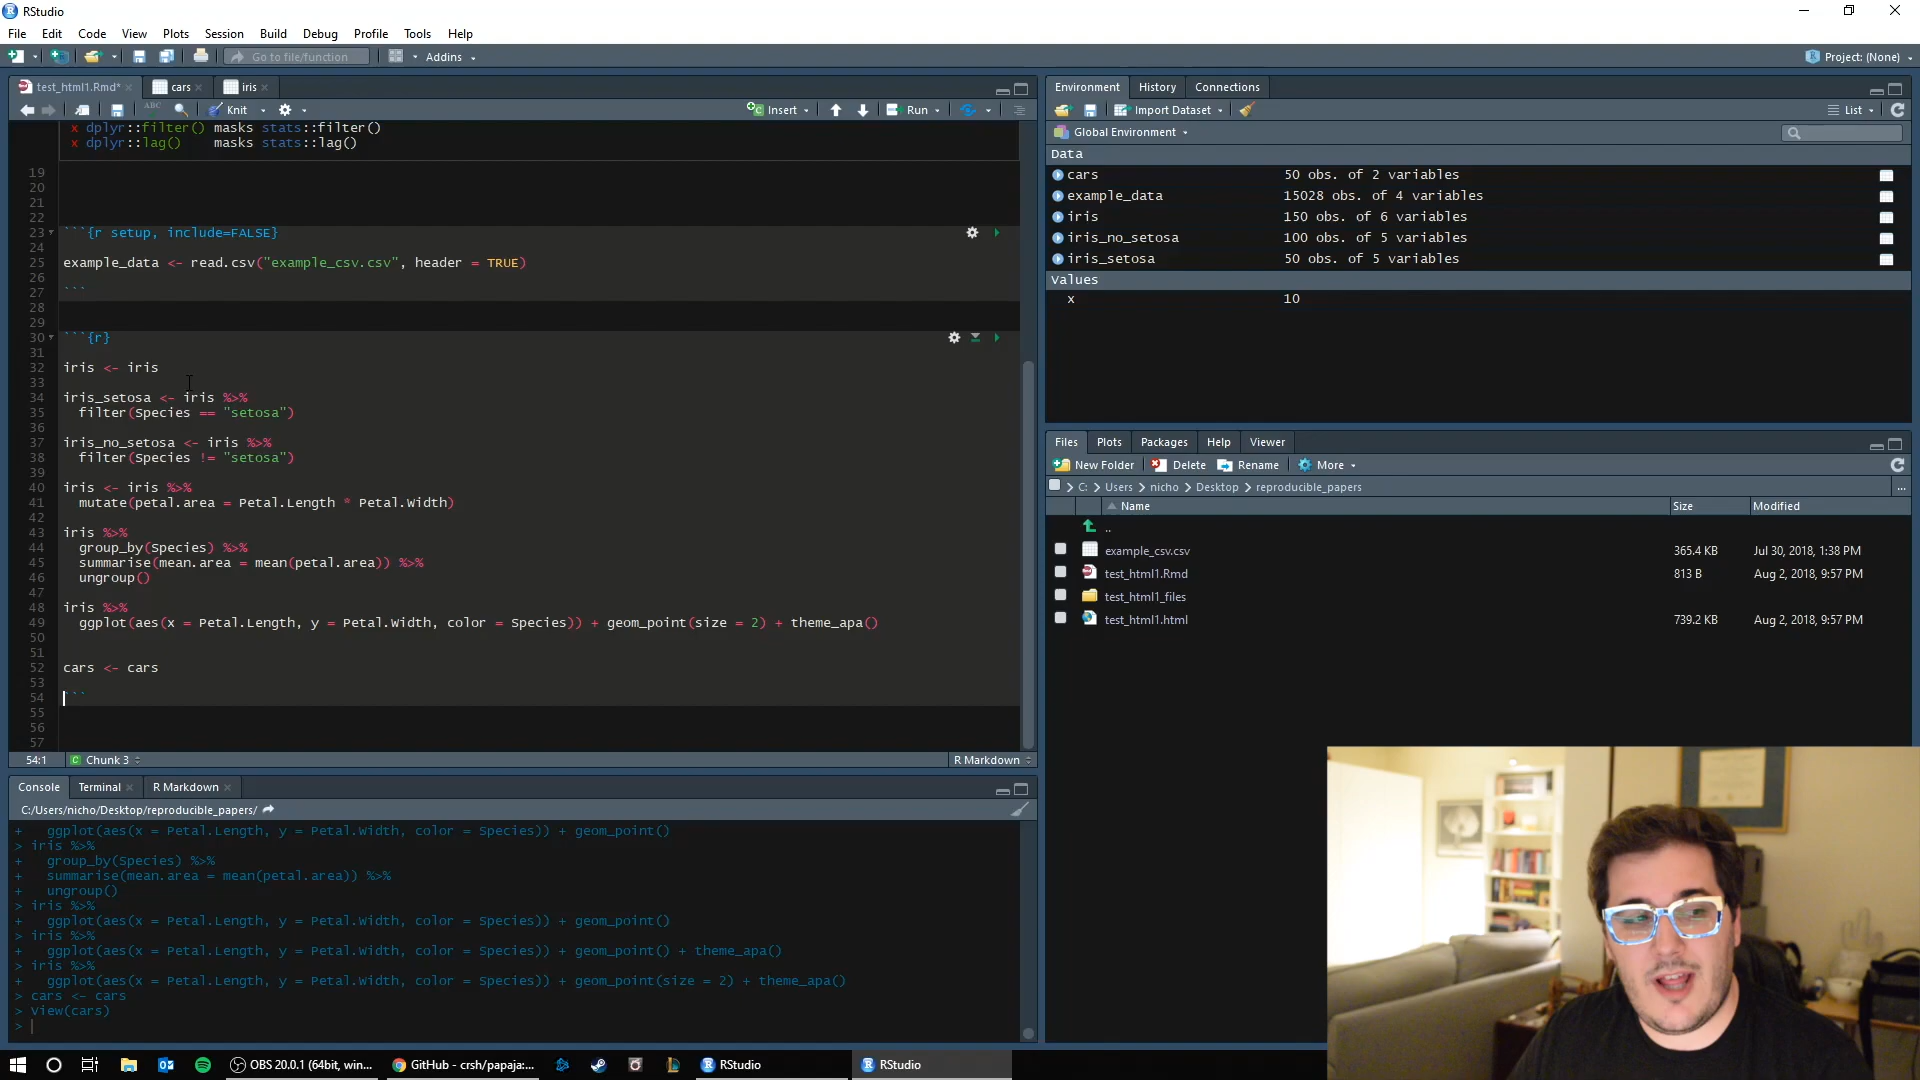 RStudio
File Edit Code View Plots Session Build Debug Profile Tools Help
Go to file/function Addins Project: (None)
test_html1.Rmd* cars iris
ABC Knit Insert Run
x dplyr::filter() masks stats::filter()
x dplyr::lag()    masks stats::lag()
19
20
21
22
23 ```{r setup, include=FALSE}
24
25 example_data <- read.csv("example_csv.csv", header = TRUE)
26
27 ```
28
29
30 ```{r}
31
32 iris <- iris
33
34 iris_setosa <- iris %>%
35   filter(Species == "setosa")
36
37 iris_no_setosa <- iris %>%
38   filter(Species != "setosa")
39
40 iris <- iris %>%
41   mutate(petal.area = Petal.Length * Petal.Width)
42
43 iris %>%
44   group_by(Species) %>%
45   summarise(mean.area = mean(petal.area)) %>%
46   ungroup()
47
48 iris %>%
49   ggplot(aes(x = Petal.Length, y = Petal.Width, color = Species)) + geom_point(size = 2) + theme_apa()
50
51
52 cars <- cars
53
54 ```
55
56
57
54:1 C Chunk 3 R Markdown
Console Terminal R Markdown
C:/Users/nicho/Desktop/reproducible_papers/
+   ggplot(aes(x = Petal.Length, y = Petal.Width, color = Species)) + geom_point()
> iris %>%
+   group_by(Species) %>%
+   summarise(mean.area = mean(petal.area)) %>%
+   ungroup()
> iris %>%
+   ggplot(aes(x = Petal.Length, y = Petal.Width, color = Species)) + geom_point()
> iris %>%
+   ggplot(aes(x = Petal.Length, y = Petal.Width, color = Species)) + geom_point() + theme_apa()
> iris %>%
+   ggplot(aes(x = Petal.Length, y = Petal.Width, color = Species)) + geom_point(size = 2) + theme_apa()
> cars <- cars
> View(cars)
>
Environment History Connections
Import Dataset List
Global Environment
Data
cars 50 obs. of 2 variables
example_data 15028 obs. of 4 variables
iris 150 obs. of 6 variables
iris_no_setosa 100 obs. of 5 variables
iris_setosa 50 obs. of 5 variables
Values
x 10
Files Plots Packages Help Viewer
New Folder Delete Rename More
C: Users nicho Desktop reproducible_papers ...
Name Size Modified
..
example_csv.csv 365.4 KB Jul 30, 2018, 1:38 PM
test_html1.Rmd 813 B Aug 2, 2018, 9:57 PM
test_html1_files
test_html1.html 739.2 KB Aug 2, 2018, 9:57 PM
OBS 20.0.1 (64bit, win... GitHub - crsh/papaja:... RStudio RStudio